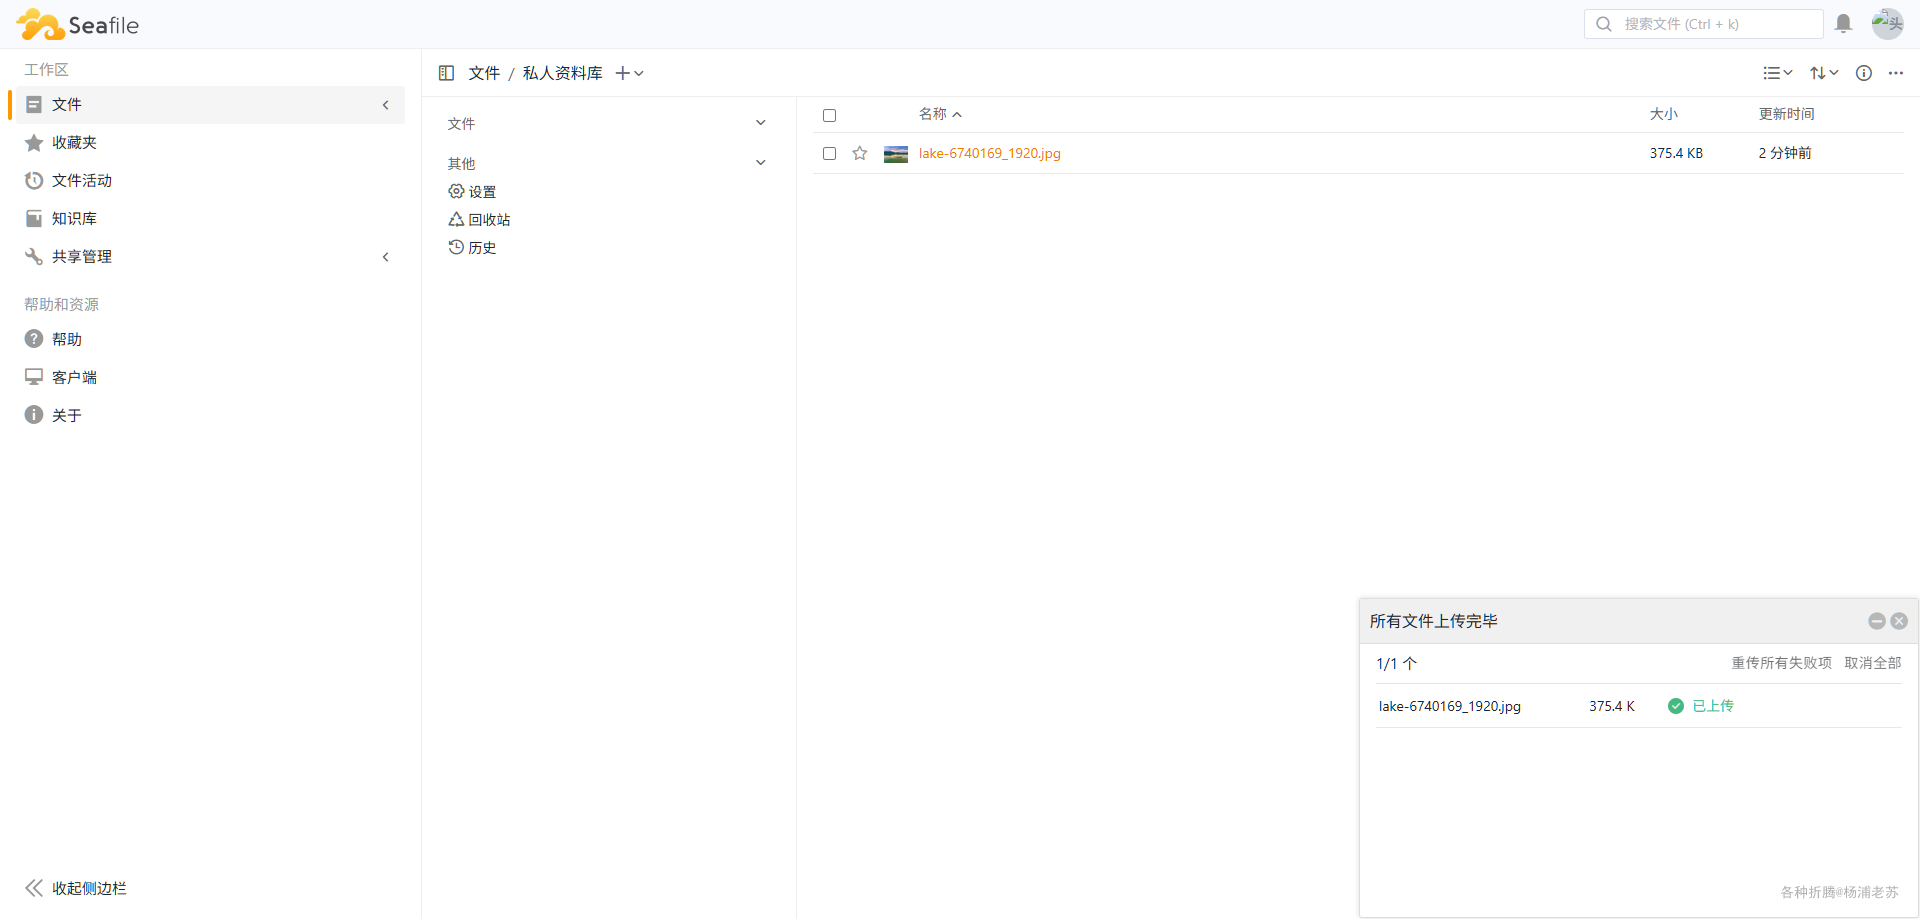 Seafile
搜索文件 (Ctrl + k)
头
工作区
文件
收藏夹
文件活动
知识库
共享管理
帮助和资源
帮助
客户端
关于
收起侧边栏
文件 / 私人资料库
文件
其他
设置
回收站
历史
名称 大小 更新时间
lake-6740169_1920.jpg 375.4 KB 2 分钟前
所有文件上传完毕
1/1 个 重传所有失败项 取消全部
lake-6740169_1920.jpg 375.4 K 已上传
各种折腾@杨浦老苏